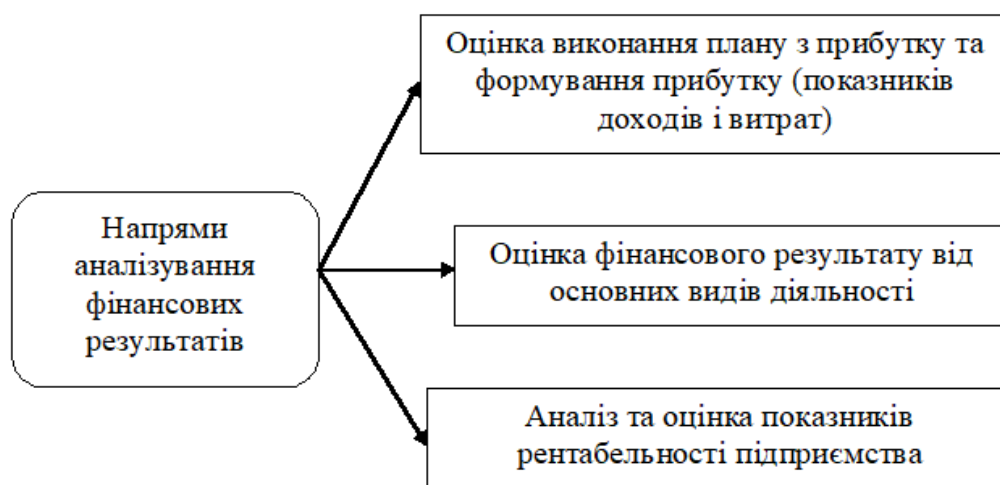 Напрями
аналізування
фінансових
результатів
Оцінка виконання плану з прибутку та
формування прибутку (показників
доходів і витрат)
Оцінка фінансового результату від
основних видів діяльності
Аналіз та оцінка показників
рентабельності підприємства